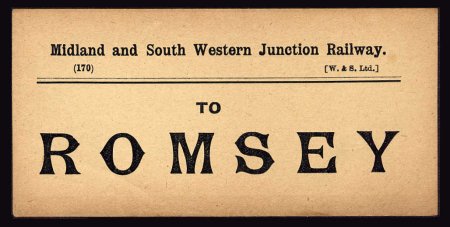 Midland and South Western Junction Railway.
(170) [W. & S. Ltd.]
TO
ROMSEY